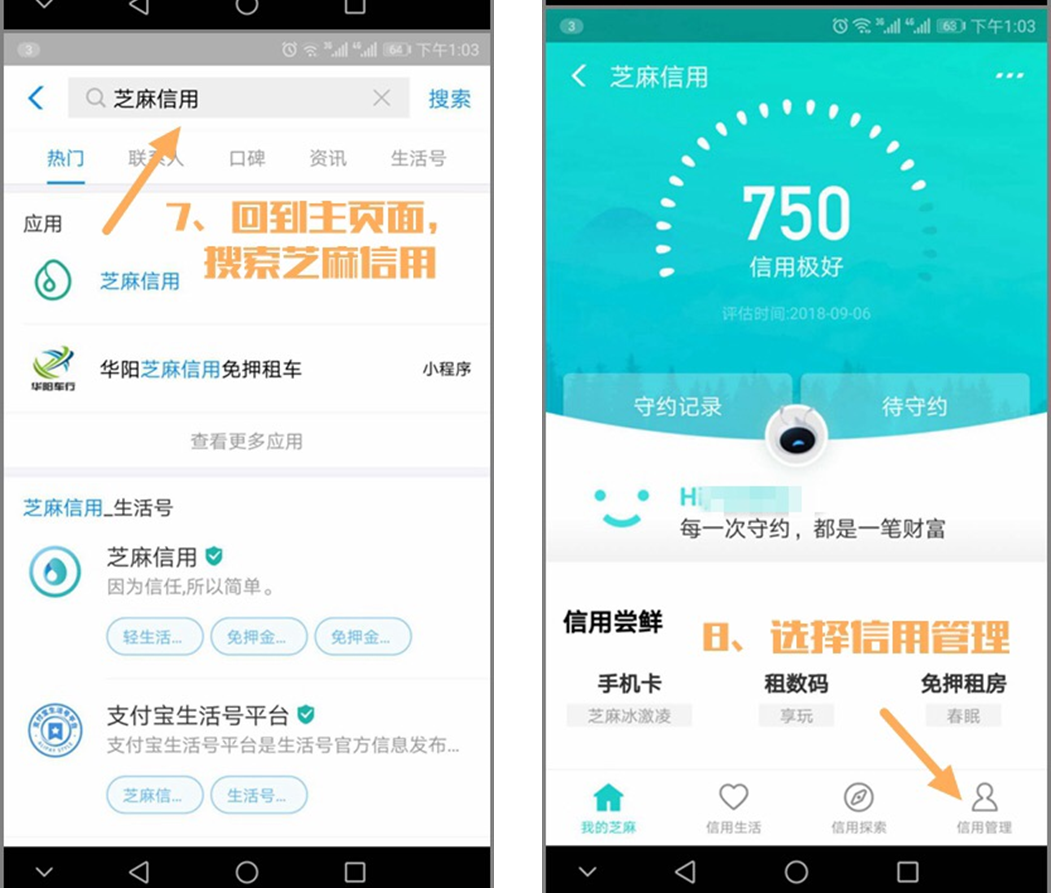 3
64
下午1:03
芝麻信用
搜索
热门
联系人
口碑
资讯
生活号
7、回到主页面,
搜索芝麻信用
应用
芝麻信用
华阳车行
华阳芝麻信用免押租车
小程序
查看更多应用
芝麻信用_生活号
芝麻信用
因为信任,所以简单。
轻生活...
免押金...
免押金...
支付宝生活号平台
支付宝生活号平台是生活号官方信息发布...
芝麻信...
生活号...
3
63
下午1:03
芝麻信用
750
信用极好
评估时间:2018-09-06
守约记录
待守约
Hi
每一次守约，都是一笔财富
信用尝鲜
8、选择信用管理
手机卡
租数码
免押租房
芝麻冰激凌
享玩
春眠
我的芝麻
信用生活
信用探索
信用管理